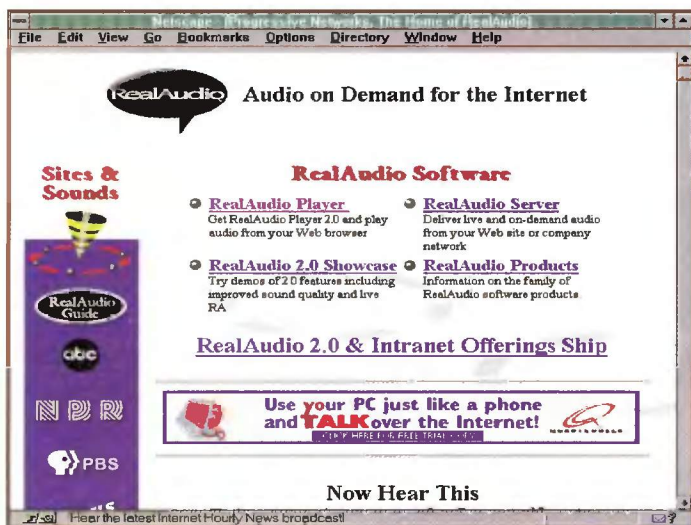 Netscape - [Progressive Networks, The Home of RealAudio]
File Edit View Go Bookmarks Options Directory Window Help
RealAudio
Audio on Demand for the Internet
Sites &
Sounds
RealAudio
Guide
abc
NPR
PBS
RealAudio Software
RealAudio Player
Get RealAudio Player 2.0 and play
audio from your Web browser
RealAudio Server
Deliver live and on-demand audio
from your Web site or company
network
RealAudio 2.0 Showcase
Try demos of 2.0 features including
improved sound quality and live
RA
RealAudio Products
Information on the family of
RealAudio software products.
RealAudio 2.0 & Intranet Offerings Ship
Use your PC just like a phone
and TALK over the Internet!
CLICK HERE FOR FREE TRIAL COPY
Now Hear This
Hear the latest Internet Hourly News broadcast!